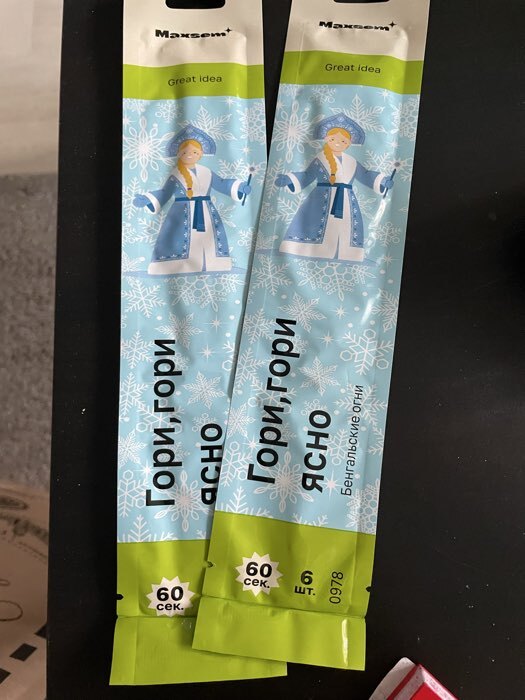 Maxsem
Great idea
Гори, гори
ясно
60
сек.
Maxsem
Great idea
Гори, гори
ясно
Бенгальские огни
60
сек.
6
шт.
0978